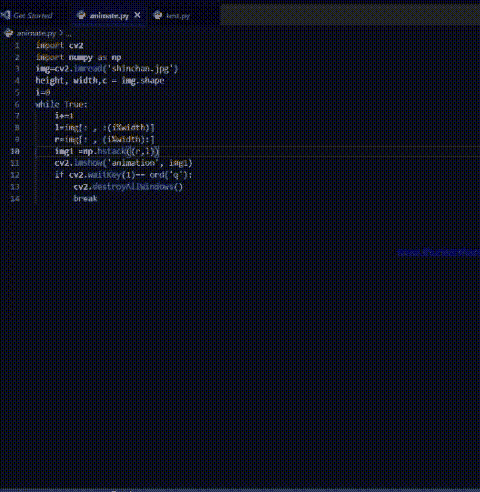 Get Started animate.py × test.py
animate.py > ...
1 import cv2
2 import numpy as np
3 img=cv2.imread('shinchan.jpg')
4 height, width,c = img.shape
5 i=0
6 while True:
7 i+=1
8 l=img[: , :(i%width)]
9 r=img[: , (i%width):]
10 img1 =np.hstack((r,l))
11 cv2.imshow('animation', img1)
12 if cv2.waitKey(1)== ord('q'):
13 cv2.destroyAllWindows()
14 break